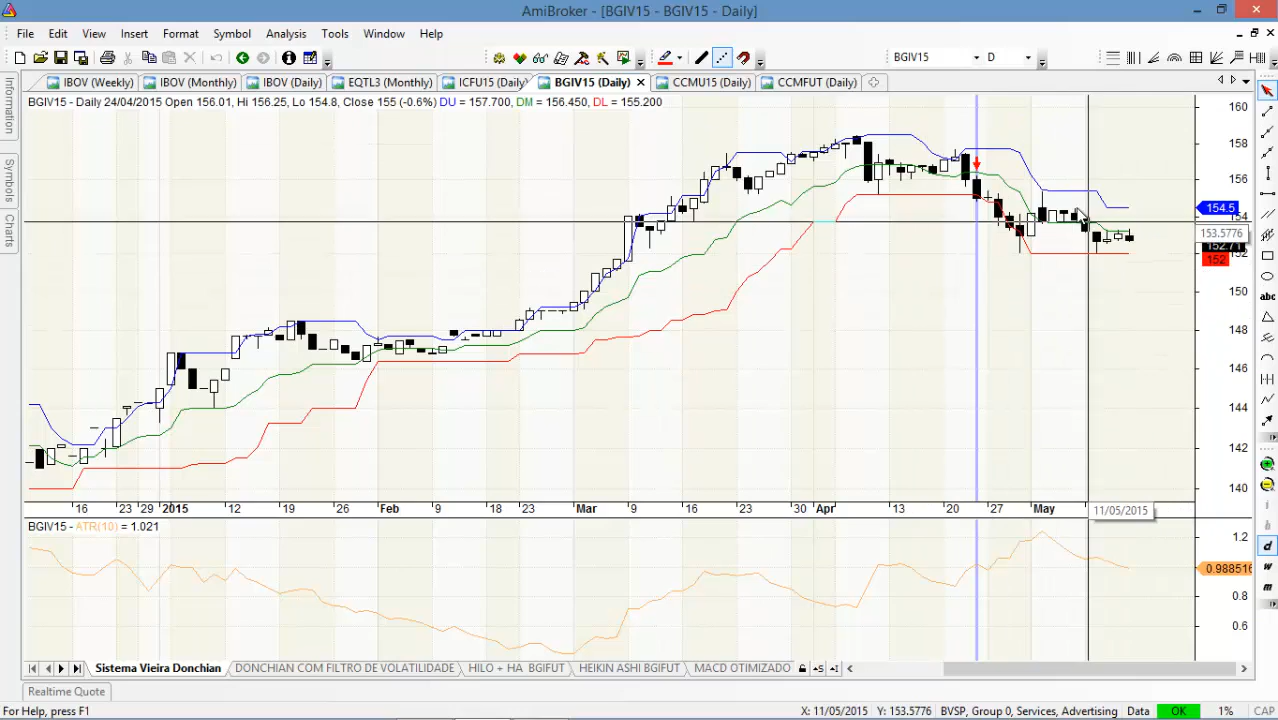 AmiBroker - [BGIV15 - BGIV15 - Daily]
File Edit View Insert Format Symbol Analysis Tools Window Help
BGIV15 D
IBOV (Weekly) IBOV (Monthly) IBOV (Daily) EQTL3 (Monthly) ICFU15 (Daily) BGIV15 (Daily) CCMU15 (Daily) CCMFUT (Daily)
BGIV15 - Daily 24/04/2015 Open 156.01, Hi 156.25, Lo 154.8, Close 155 (-0.6%) DU = 157.700, DM = 156.450, DL = 155.200
Information
Symbols
Charts
160
158
156
154.5
154
153.5776
152.71
152
152
150
148
146
144
142
140
abc
16 23 29 2015 12 19 26 Feb 9 18 23 Mar 9 16 23 30 Apr 13 20 27 May
11/05/2015
BGIV15 - ATR(10) = 1.021
1.2
0.988516
0.8
0.6
d
w
m
Sistema Vieira Donchian DONCHIAN COM FILTRO DE VOLATILIDADE HILO + HA BGIFUT HEIKIN ASHI BGIFUT MACD OTIMIZADO
Realtime Quote
For Help, press F1 X: 11/05/2015 Y: 153.5776 BVSP, Group 0, Services, Advertising Data OK 1% CAP